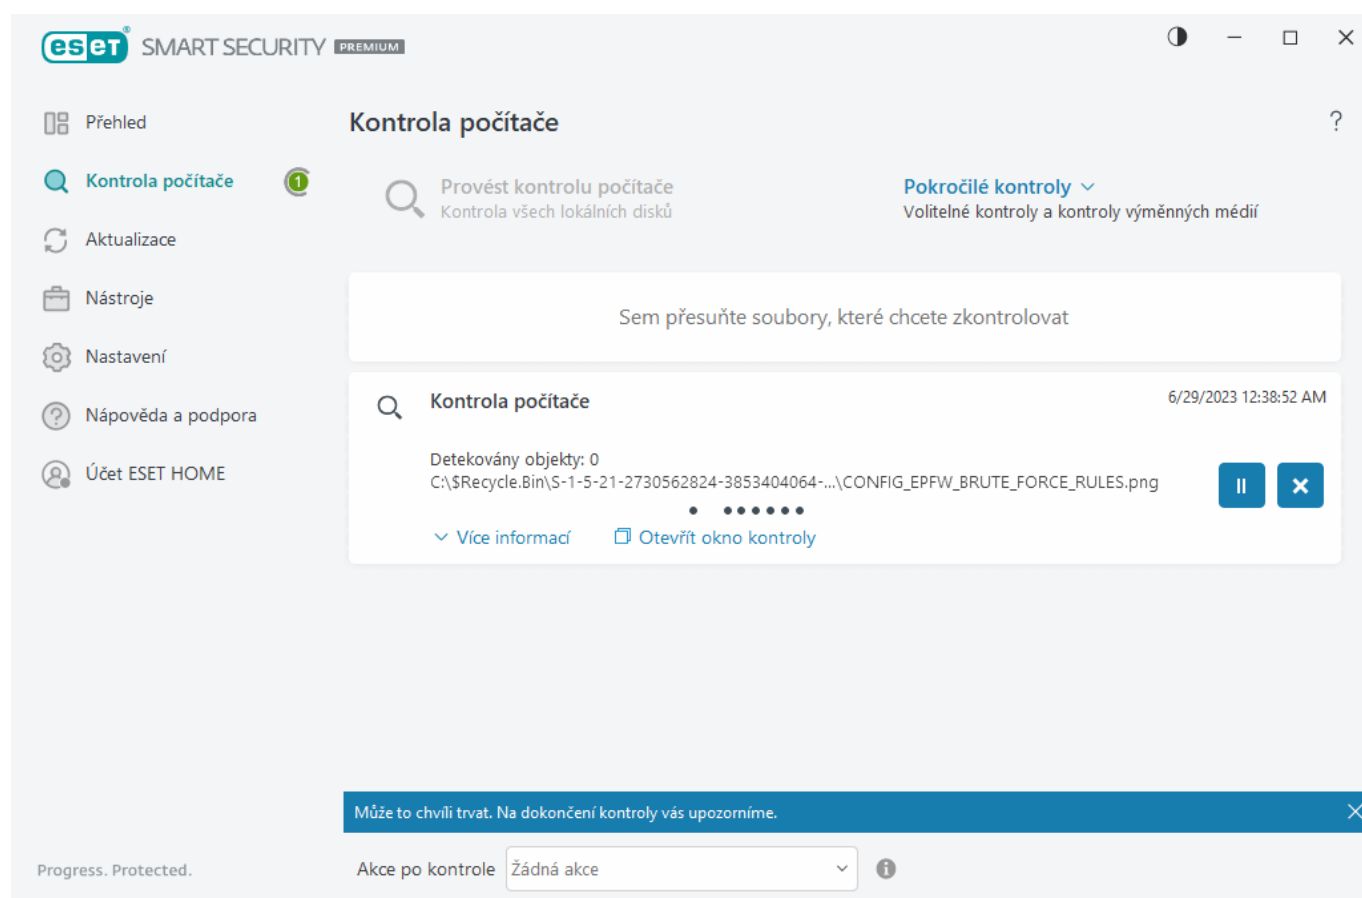 eset® SMART SECURITY PREMIUM
Přehled
Kontrola počítače 1
Aktualizace
Nástroje
Nastavení
Nápověda a podpora
Účet ESET HOME
Progress. Protected.
Kontrola počítače ?
Provést kontrolu počítače
Kontrola všech lokálních disků
Pokročilé kontroly
Volitelné kontroly a kontroly výměnných médií
Sem přesuňte soubory, které chcete zkontrolovat
Kontrola počítače 6/29/2023 12:38:52 AM
Detekovány objekty: 0
C:\$Recycle.Bin\S-1-5-21-2730562824-3853404064-...\CONFIG_EPFW_BRUTE_FORCE_RULES.png
Více informací Otevřít okno kontroly
Může to chvíli trvat. Na dokončení kontroly vás upozorníme.
Akce po kontrole Žádná akce